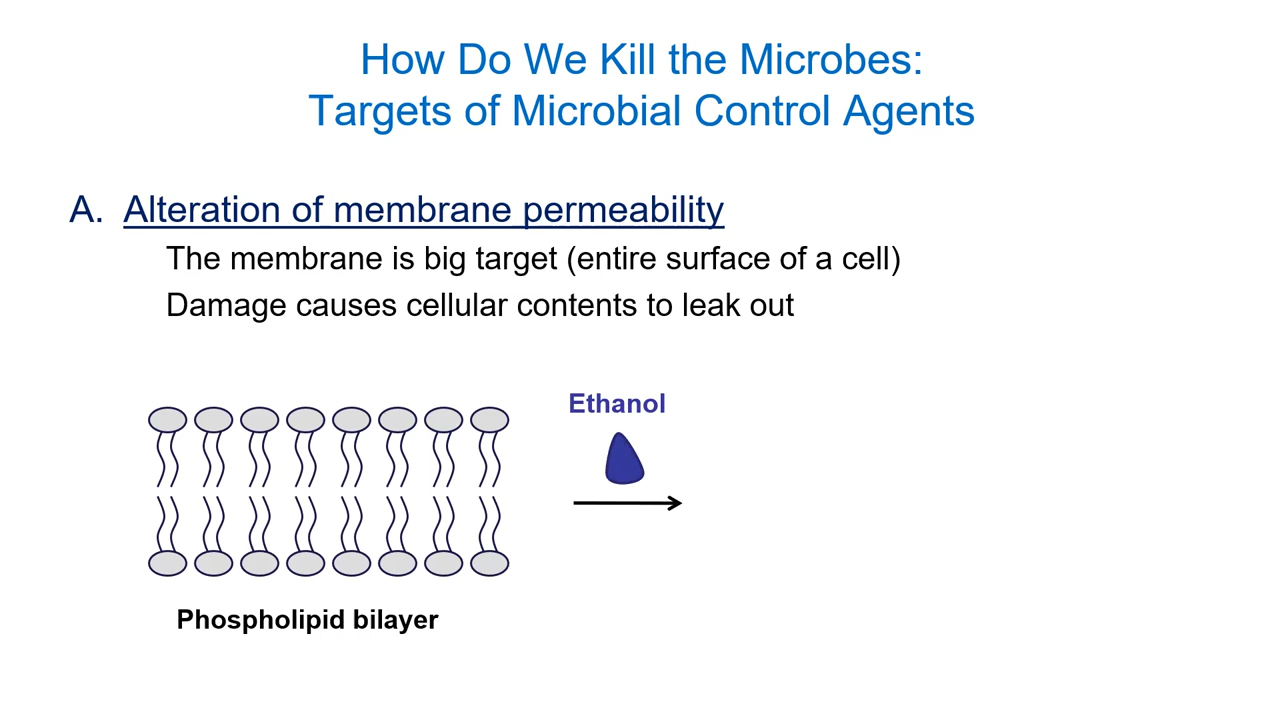 How Do We Kill the Microbes:
Targets of Microbial Control Agents
A. Alteration of membrane permeability
The membrane is big target (entire surface of a cell)
Damage causes cellular contents to leak out
Ethanol
Phospholipid bilayer